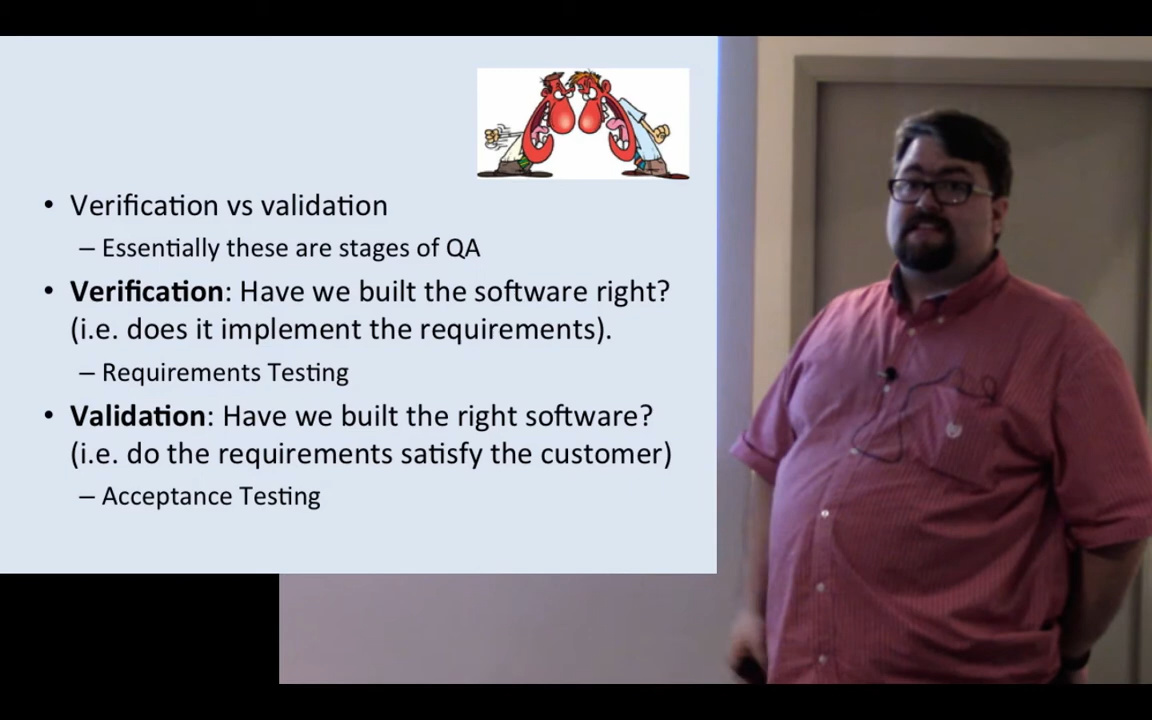 • Verification vs validation
– Essentially these are stages of QA
• Verification: Have we built the software right?
(i.e. does it implement the requirements).
– Requirements Testing
• Validation: Have we built the right software?
(i.e. do the requirements satisfy the customer)
– Acceptance Testing